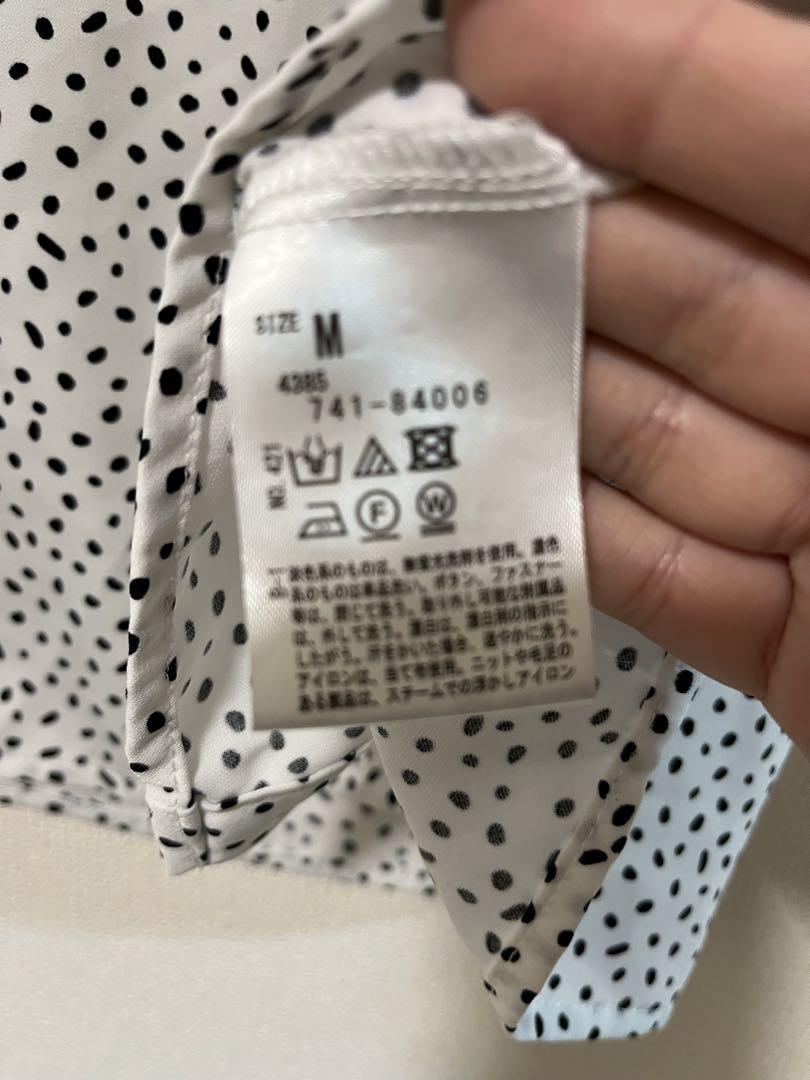 SIZE M
4385
741-84006
NO. 421
F W
淡色系のものは、無蛍光洗剤を使用。濃色
系のものは単品洗い。ボタン、ファスナー
等は、閉じて洗う。取り外し可能な附属品
は、外して洗う。漂白は、漂白剤の指示に
したがう。汗をかいた場合、速やかに洗う。
アイロンは、当て布使用。ニットや毛足の
ある製品は、スチームでの浮かしアイロン